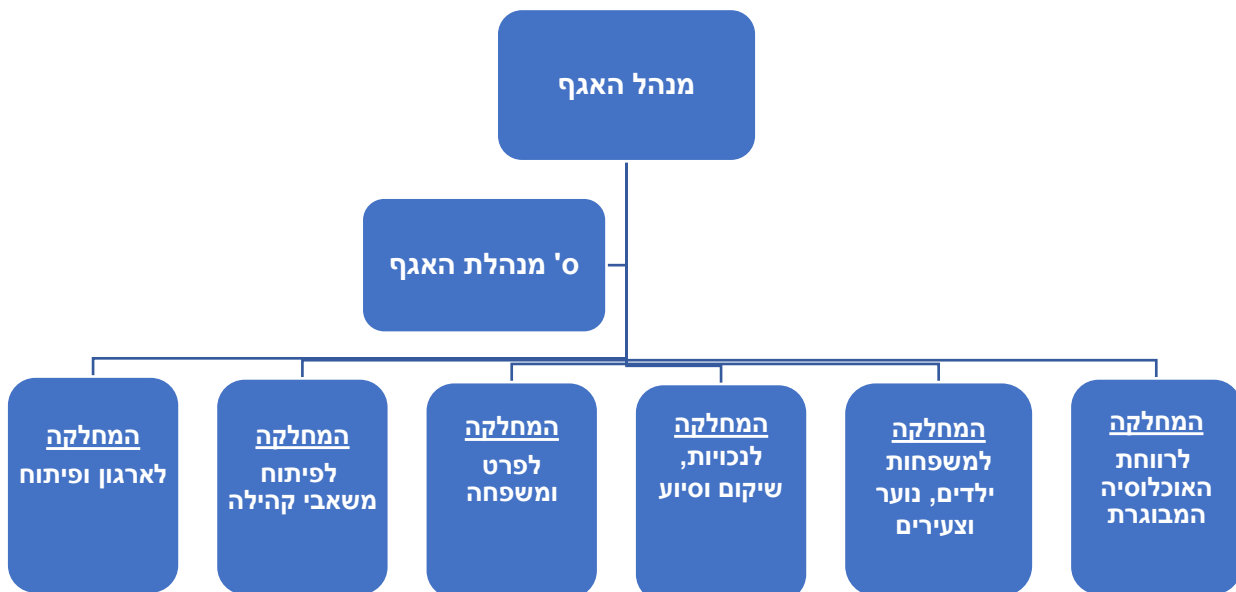 מנהל האגף
ס' מנהלת האגף
המחלקה
לרווחת
האוכלוסיה
המבוגרת
המחלקה
למשפחות
ילדים, נוער
וצעירים
המחלקה
לנכויות,
שיקום וסיוע
המחלקה
לפרט
ומשפחה
המחלקה
לפיתוח
משאבי קהילה
המחלקה
לארגון ופיתוח